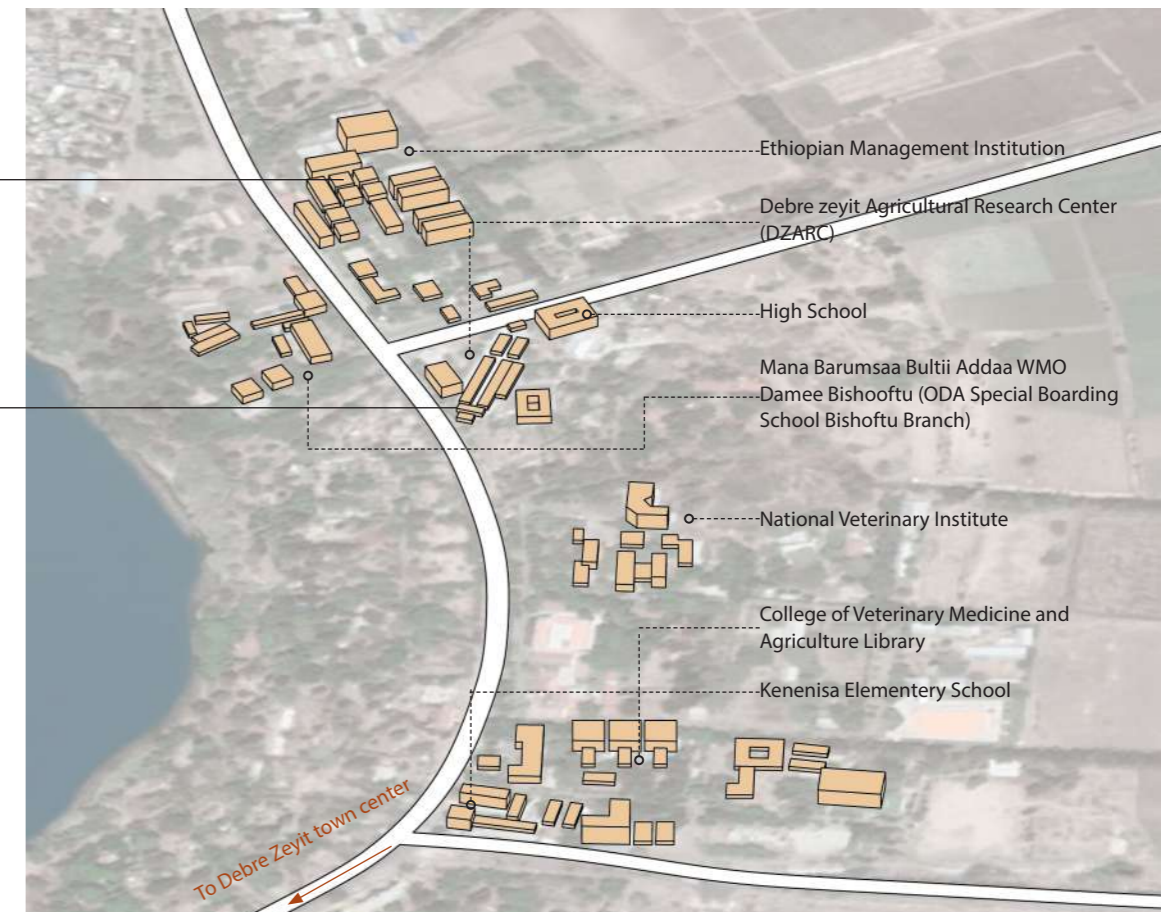 Ethiopian Management Institution
Debre zeyit Agricultural Research Center
(DZARC)
High School
Mana Barumsaa Bultii Addaa WMO
Damee Bishooftu (ODA Special Boarding
School Bishoftu Branch)
National Veterinary Institute
College of Veterinary Medicine and
Agriculture Library
Kenenisa Elementery School
To Debre Zeyit town center